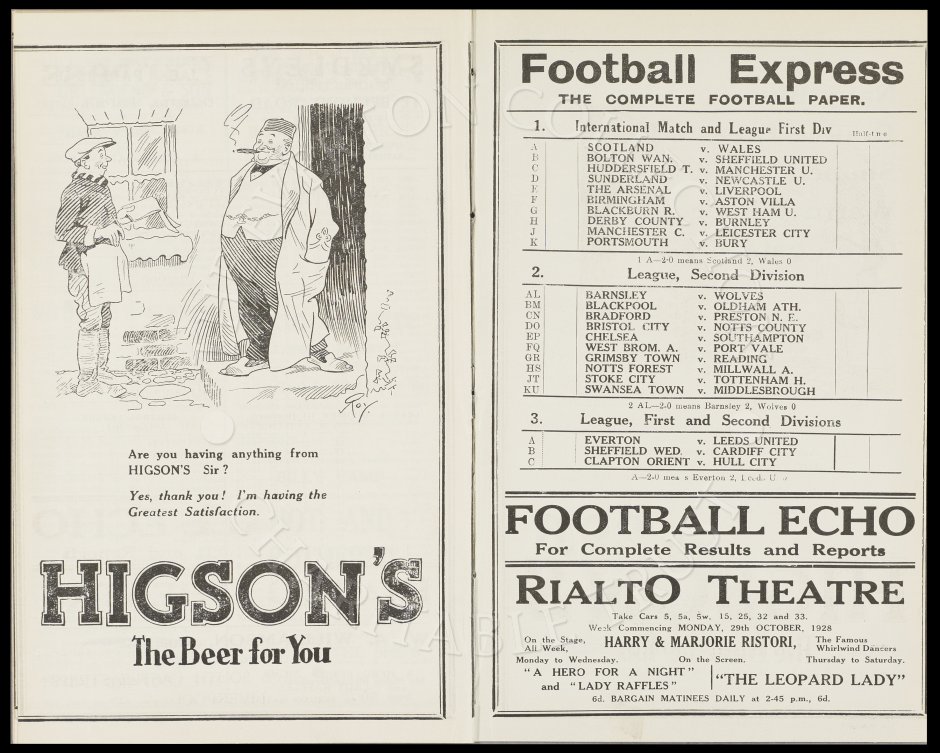 Roy
Are you having anything from
HIGSON'S Sir?
Yes, thank you! I'm having the
Greatest Satisfaction.
HIGSON'S
The Beer for You
Football Express
THE COMPLETE FOOTBALL PAPER.
1. International Match and League First Div
A SCOTLAND v. WALES
B BOLTON WAN. v. SHEFFIELD UNITED
C HUDDERSFIELD T. v. MANCHESTER U.
D SUNDERLAND v. NEWCASTLE U.
E THE ARSENAL v. LIVERPOOL
F BIRMINGHAM v. ASTON VILLA
G BLACKBURN R. v. WEST HAM U.
H DERBY COUNTY v. BURNLEY
J MANCHESTER C. v. LEICESTER CITY
K PORTSMOUTH v. BURY
1 A—2-0 means Scotland 2, Wales 0
2. League, Second Division
AL BARNSLEY v. WOLVES
BM BLACKPOOL v. OLDHAM ATH.
CN BRADFORD v. PRESTON N. E.
DO BRISTOL CITY v. NOTTS COUNTY
EP CHELSEA v. SOUTHAMPTON
FQ WEST BROM. A. v. PORT VALE
GR GRIMSBY TOWN v. READING
HS NOTTS FOREST v. MILLWALL A.
JT STOKE CITY v. TOTTENHAM H.
KU SWANSEA TOWN v. MIDDLESBROUGH
2 AL—2-0 means Barnsley 2, Wolves 0
3. League, First and Second Divisions
A EVERTON v. LEEDS UNITED
B SHEFFIELD WED. v. CARDIFF CITY
C CLAPTON ORIENT v. HULL CITY
A—2-0 mea s Everton 2, Leeds
FOOTBALL ECHO
For Complete Results and Reports
RIALTO THEATRE
Take Cars 5, 5a, 5w, 15, 25, 32 and 33.
Week Commencing MONDAY, 29th OCTOBER, 1928
On the Stage, All Week, HARRY & MARJORIE RISTORI, The Famous Whirlwind Dancers
Monday to Wednesday. On the Screen. Thursday to Saturday.
"A HERO FOR A NIGHT"
and "LADY RAFFLES"
"THE LEOPARD LADY"
6d. BARGAIN MATINEES DAILY at 2-45 p.m., 6d.